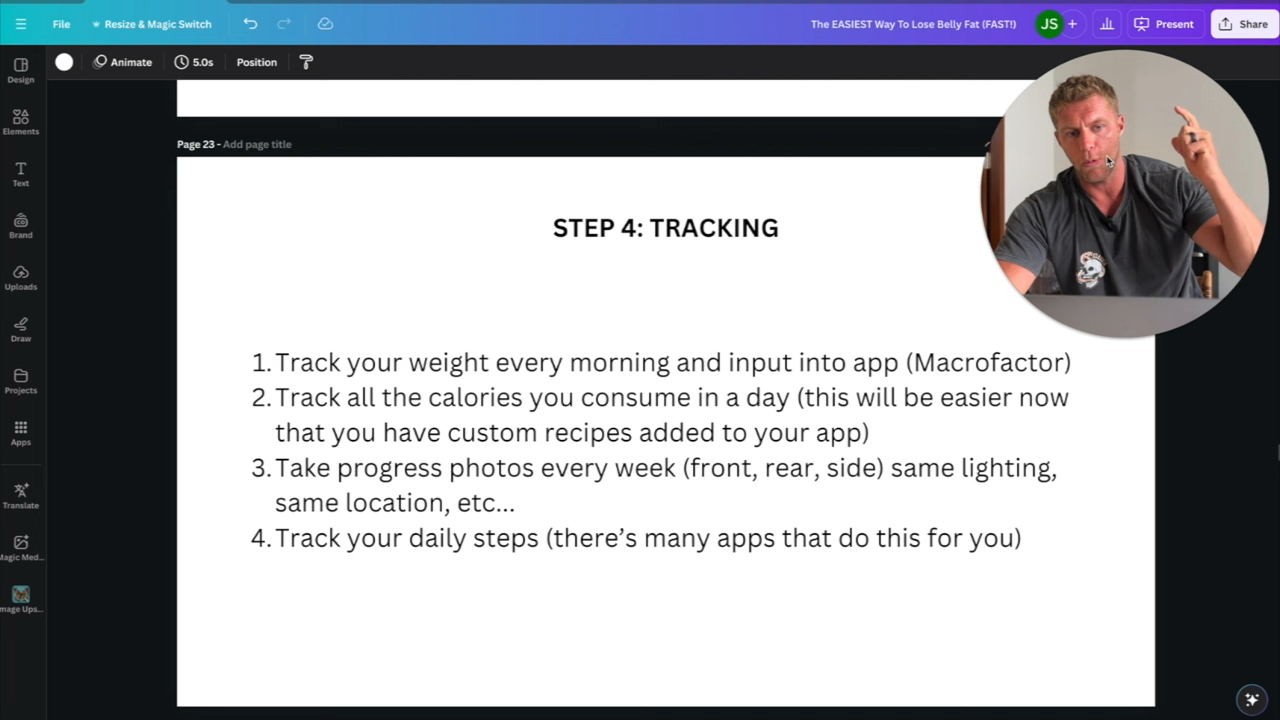 File
Resize & Magic Switch
The EASIEST Way To Lose Belly Fat (FAST!)
JS
+
Present
Share
Design
Animate
5.0s
Position
Elements
Text
Brand
Uploads
Draw
Projects
Apps
Translate
Magic Med...
mage Ups...
Page 23 - Add page title
STEP 4: TRACKING
1. Track your weight every morning and input into app (Macrofactor)
2. Track all the calories you consume in a day (this will be easier now
that you have custom recipes added to your app)
3. Take progress photos every week (front, rear, side) same lighting,
same location, etc...
4. Track your daily steps (there’s many apps that do this for you)